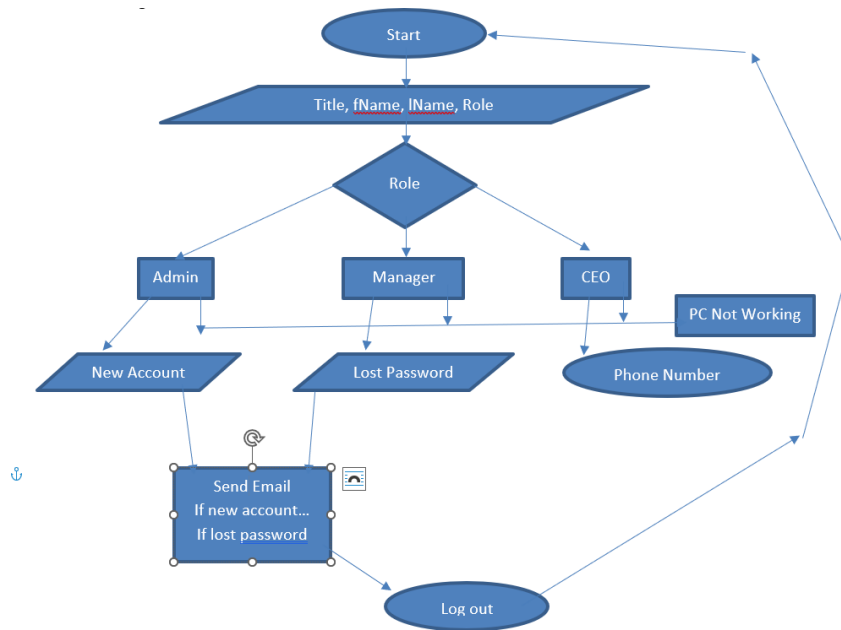 Start
Title, fName, lName, Role
Role
Admin
Manager
CEO
PC Not Working
New Account
Lost Password
Phone Number
Send Email
If new account...
If lost password
Log out